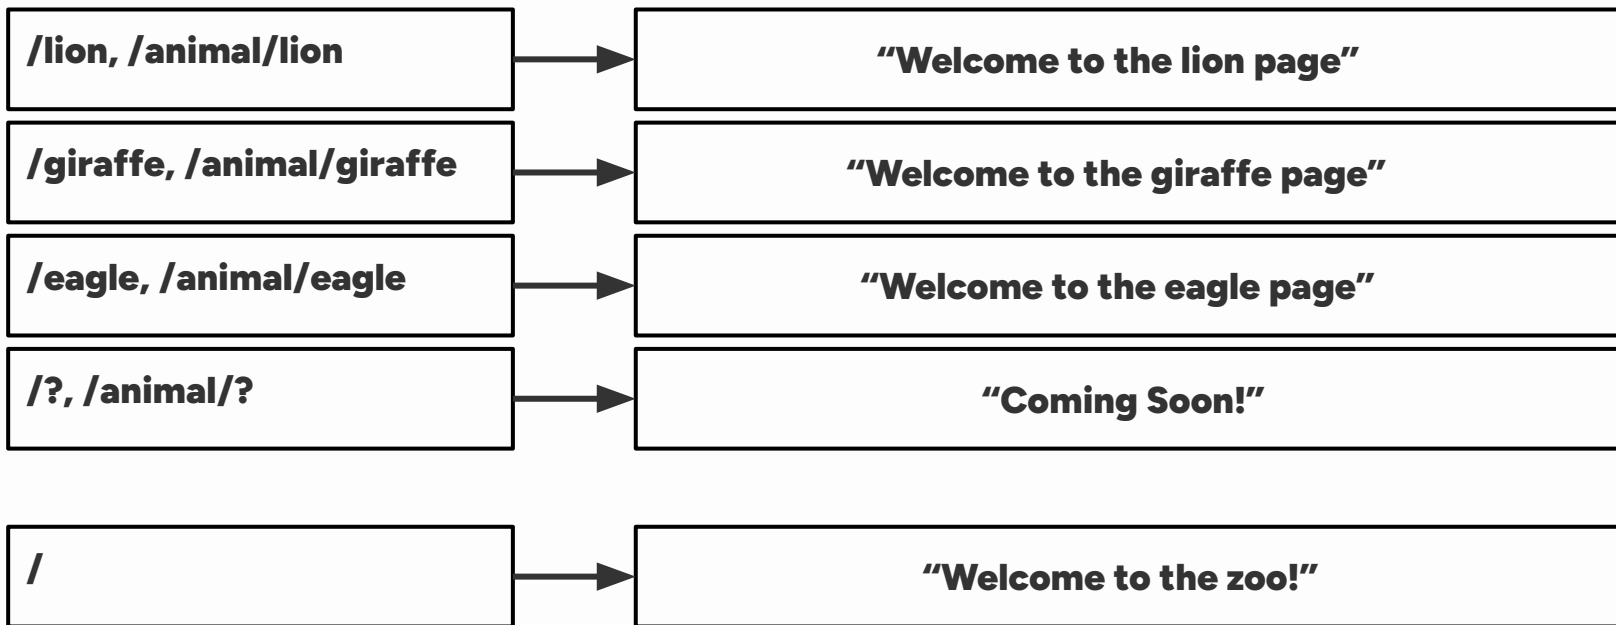 /lion, /animal/lion
“Welcome to the lion page”
/giraffe, /animal/giraffe
“Welcome to the giraffe page”
/eagle, /animal/eagle
“Welcome to the eagle page”
/?, /animal/?
“Coming Soon!”
/
“Welcome to the zoo!”